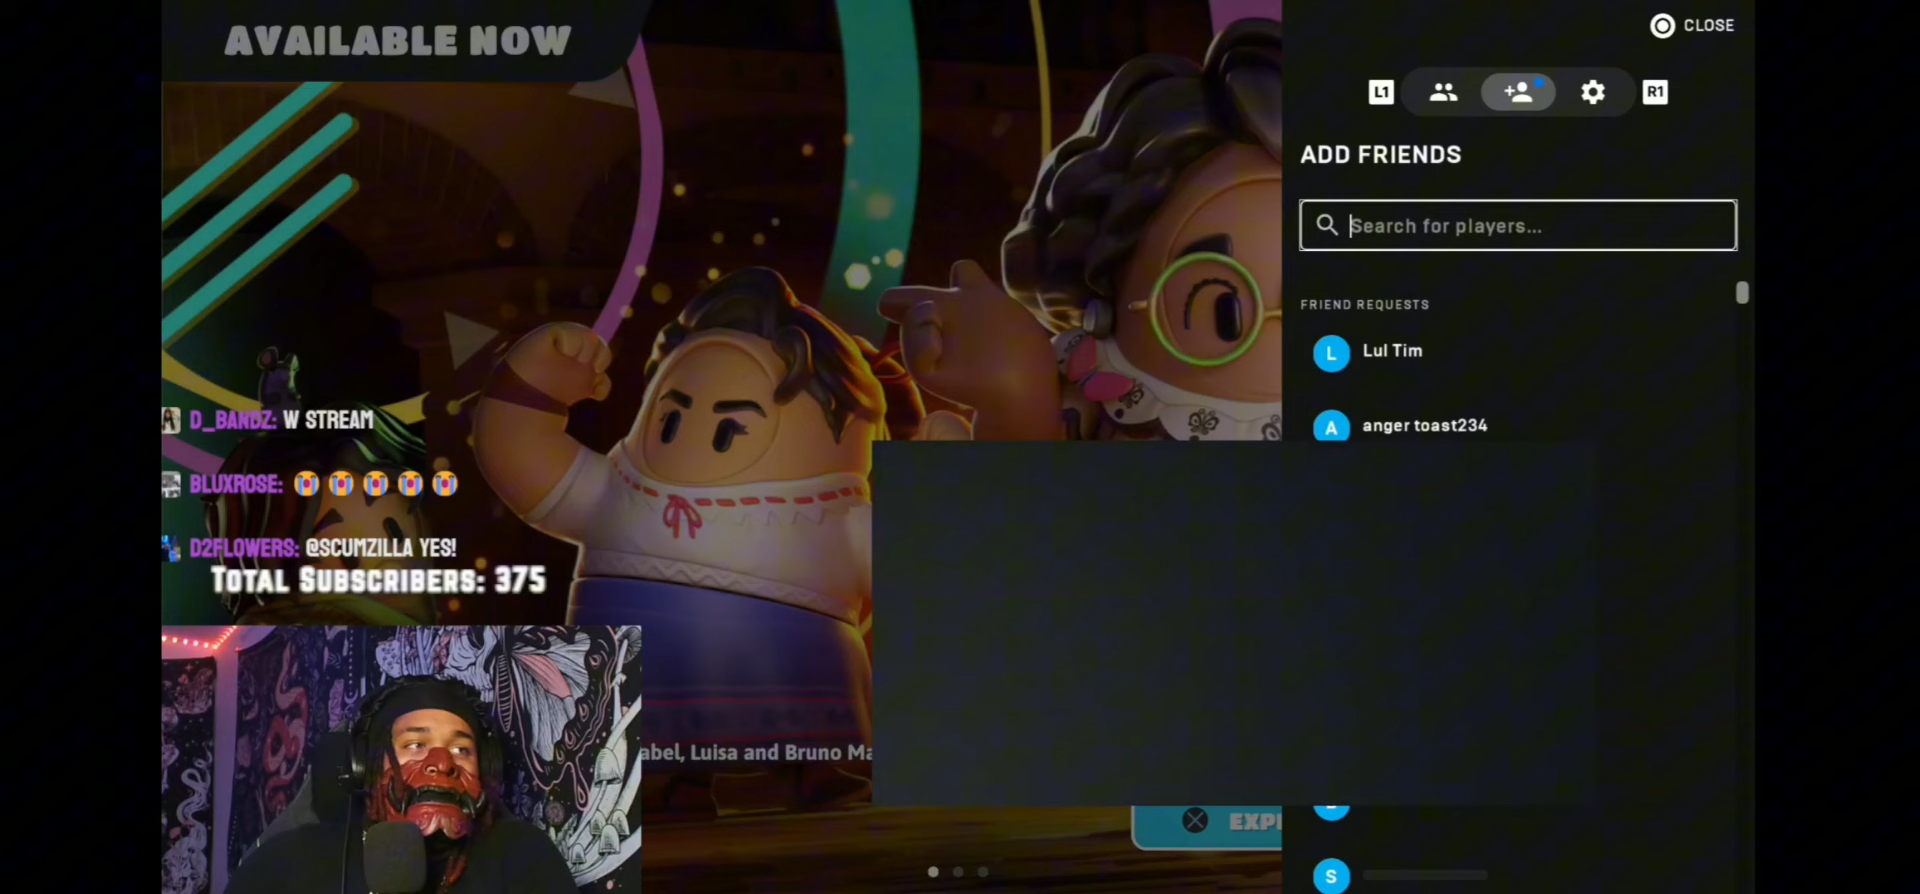 AVAILABLE NOW
CLOSE
L1
R1
ADD FRIENDS
Search for players...
FRIEND REQUESTS
L
Lul Tim
A
anger toast234
D_BANDZ: W STREAM
BLUXROSE: 😭😭😭😭😭
D2FLOWERS: @SCUMZILLA YES!
TOTAL SUBSCRIBERS: 375
abel, Luisa and Bruno Ma
EXP
S